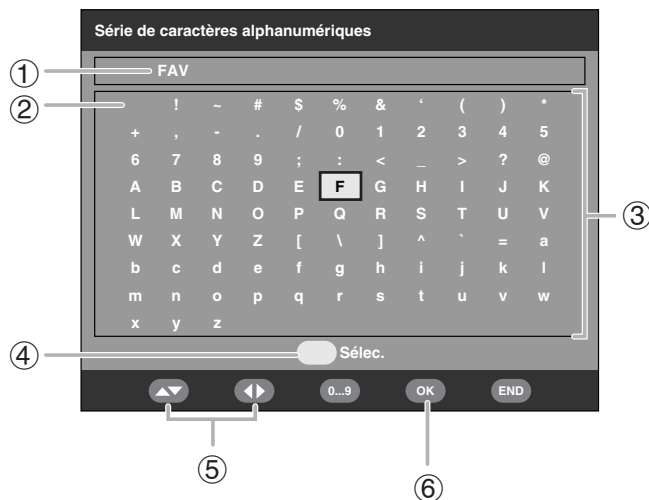 Série de caractères alphanumériques
① FAV
② ! ~ # $ % & ‘ ( ) *
+ , - . / 0 1 2 3 4 5
6 7 8 9 ; : < _ > ? @
A B C D E F G H I J K
L M N O P Q R S T U V
③
W X Y Z [ \ ] ^ ` = a
b c d e f g h i j k l
m n o p q r s t u v w
x y z
④ Sélec.
0...9 OK END
⑤ ⑥